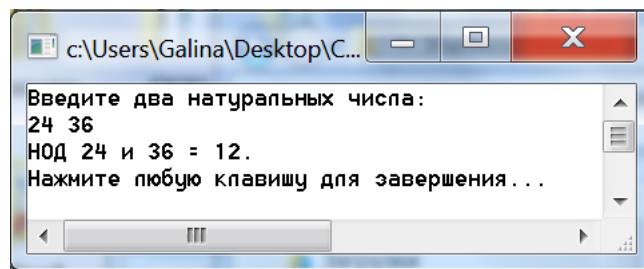 c:\Users\Galina\Desktop\C...
Введите два натуральных числа:
24 36
НОД 24 и 36 = 12.
Нажмите любую клавишу для завершения...